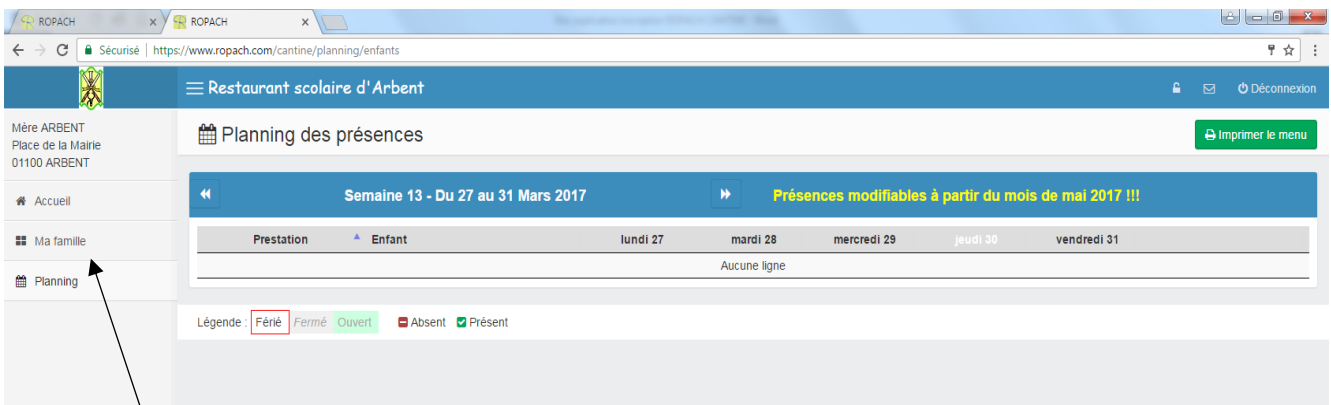 ROPACH
ROPACH
Sécurisé https://www.ropach.com/cantine/planning/enfants
Restaurant scolaire d'Arbent
Déconnexion
Mère ARBENT
Place de la Mairie
01100 ARBENT
Planning des présences
Imprimer le menu
Accueil
Ma famille
Planning
Semaine 13 - Du 27 au 31 Mars 2017
Présences modifiables à partir du mois de mai 2017 !!!
Prestation Enfant lundi 27 mardi 28 mercredi 29 jeudi 30 vendredi 31
Aucune ligne
Légende : Férié Fermé Ouvert Absent Présent